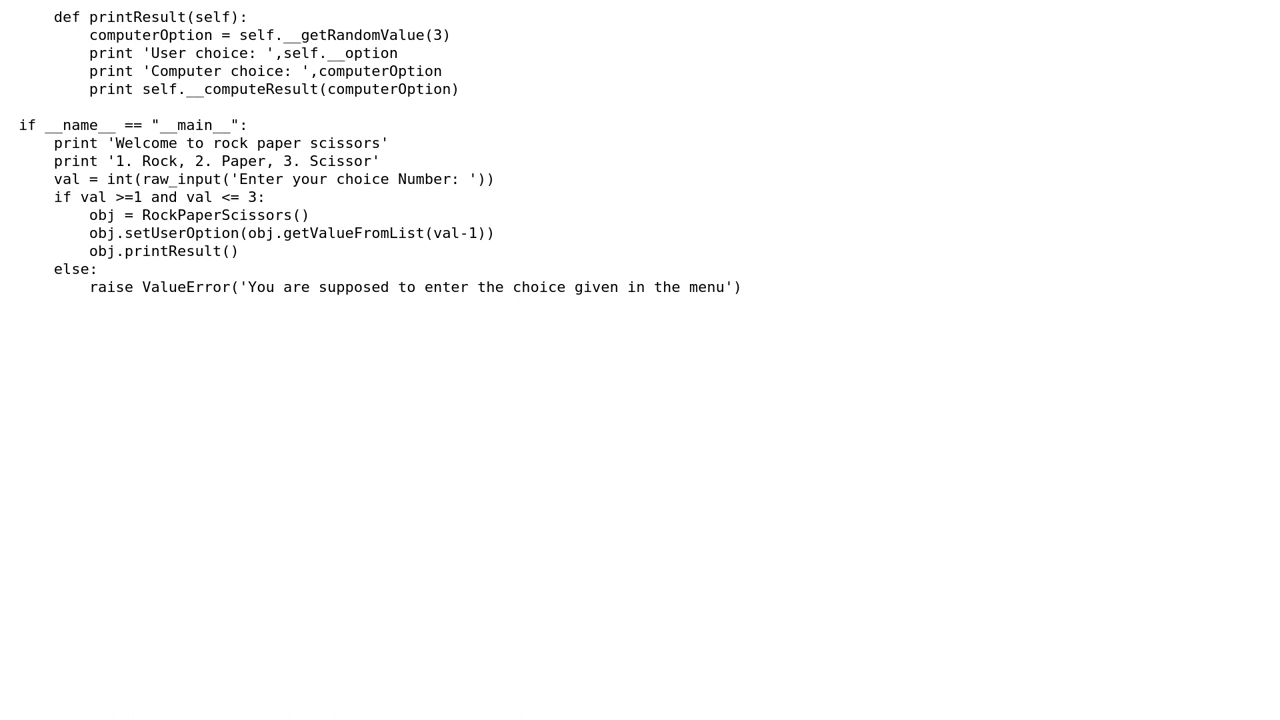 def printResult(self):
        computerOption = self.__getRandomValue(3)
        print 'User choice: ',self.__option
        print 'Computer choice: ',computerOption
        print self.__computeResult(computerOption)

if __name__ == "__main__":
    print 'Welcome to rock paper scissors'
    print '1. Rock, 2. Paper, 3. Scissor'
    val = int(raw_input('Enter your choice Number: '))
    if val >=1 and val <= 3:
        obj = RockPaperScissors()
        obj.setUserOption(obj.getValueFromList(val-1))
        obj.printResult()
    else:
        raise ValueError('You are supposed to enter the choice given in the menu')